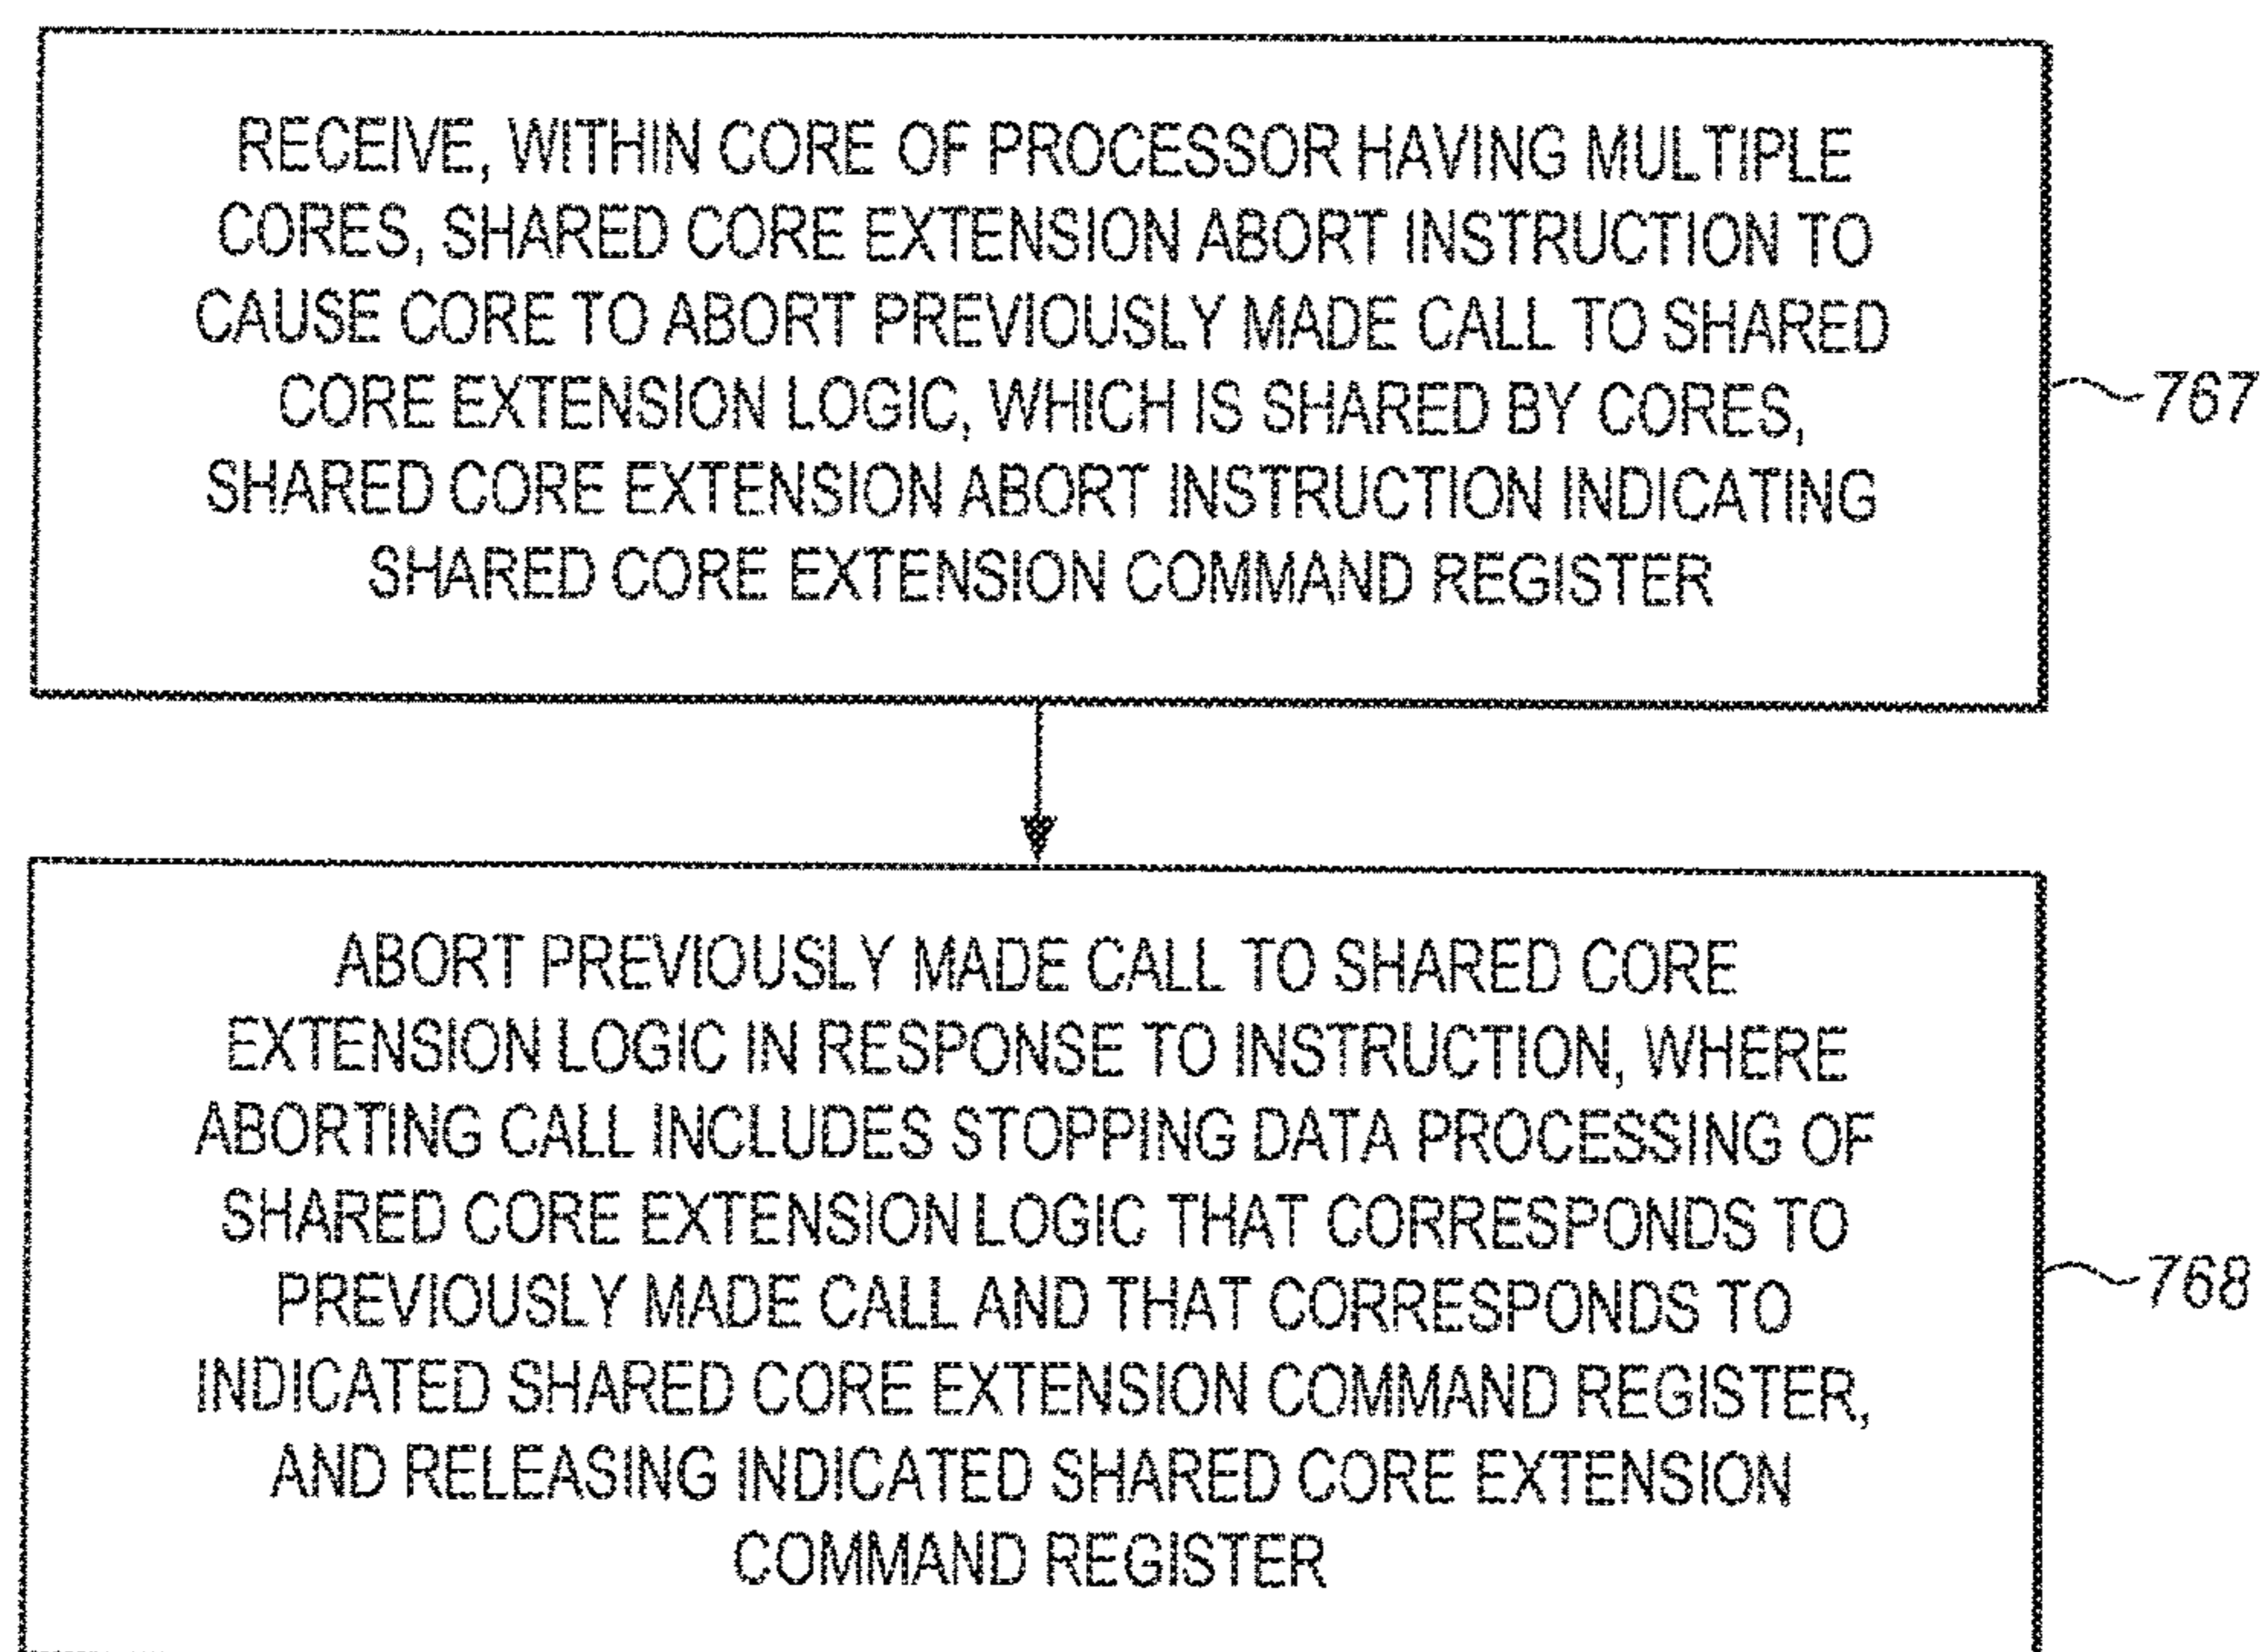 RECEIVE, WITHIN CORE OF PROCESSOR HAVING MULTIPLE
CORES, SHARED CORE EXTENSION ABORT INSTRUCTION TO
CAUSE CORE TO ABORT PREVIOUSLY MADE CALL TO SHARED
CORE EXTENSION LOGIC, WHICH IS SHARED BY CORES,
SHARED CORE EXTENSION ABORT INSTRUCTION INDICATING
SHARED CORE EXTENSION COMMAND REGISTER
767
ABORT PREVIOUSLY MADE CALL TO SHARED CORE
EXTENSION LOGIC IN RESPONSE TO INSTRUCTION, WHERE
ABORTING CALL INCLUDES STOPPING DATA PROCESSING OF
SHARED CORE EXTENSION LOGIC THAT CORRESPONDS TO
PREVIOUSLY MADE CALL AND THAT CORRESPONDS TO
INDICATED SHARED CORE EXTENSION COMMAND REGISTER,
AND RELEASING INDICATED SHARED CORE EXTENSION
COMMAND REGISTER
768